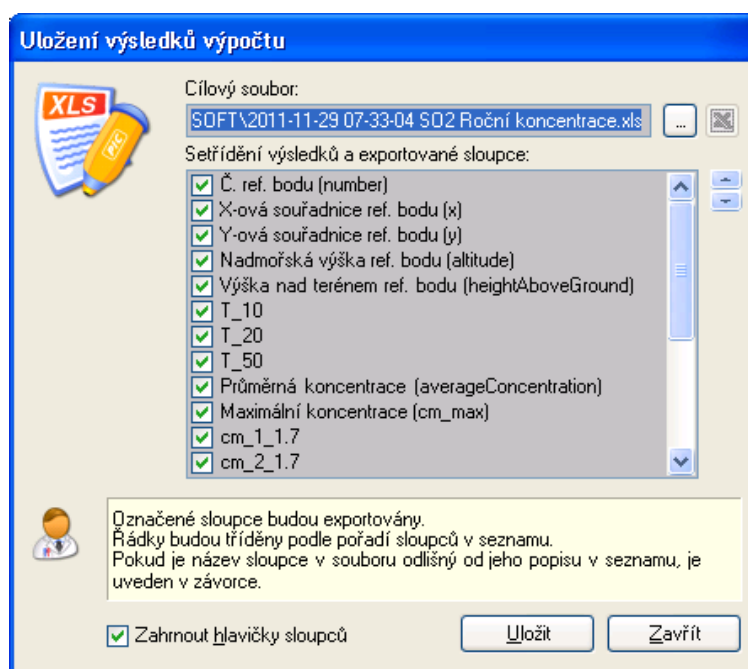 Uložení výsledků výpočtu
XLS
PIC
Cílový soubor:
SOFT\2011-11-29 07-33-04 SO2 Roční koncentrace.xls
...
Setřídění výsledků a exportované sloupce:
Č. ref. bodu (number)
X-ová souřadnice ref. bodu (x)
Y-ová souřadnice ref. bodu (y)
Nadmořská výška ref. bodu (altitude)
Výška nad terénem ref. bodu (heightAboveGround)
T_10
T_20
T_50
Průměrná koncentrace (averageConcentration)
Maximální koncentrace (cm_max)
cm_1_1.7
cm_2_1.7
Označené sloupce budou exportovány.
Řádky budou tříděny podle pořadí sloupců v seznamu.
Pokud je název sloupce v souboru odlišný od jeho popisu v seznamu, je
uveden v závorce.
Zahrnout hlavičky sloupců
Uložit
Zavřít